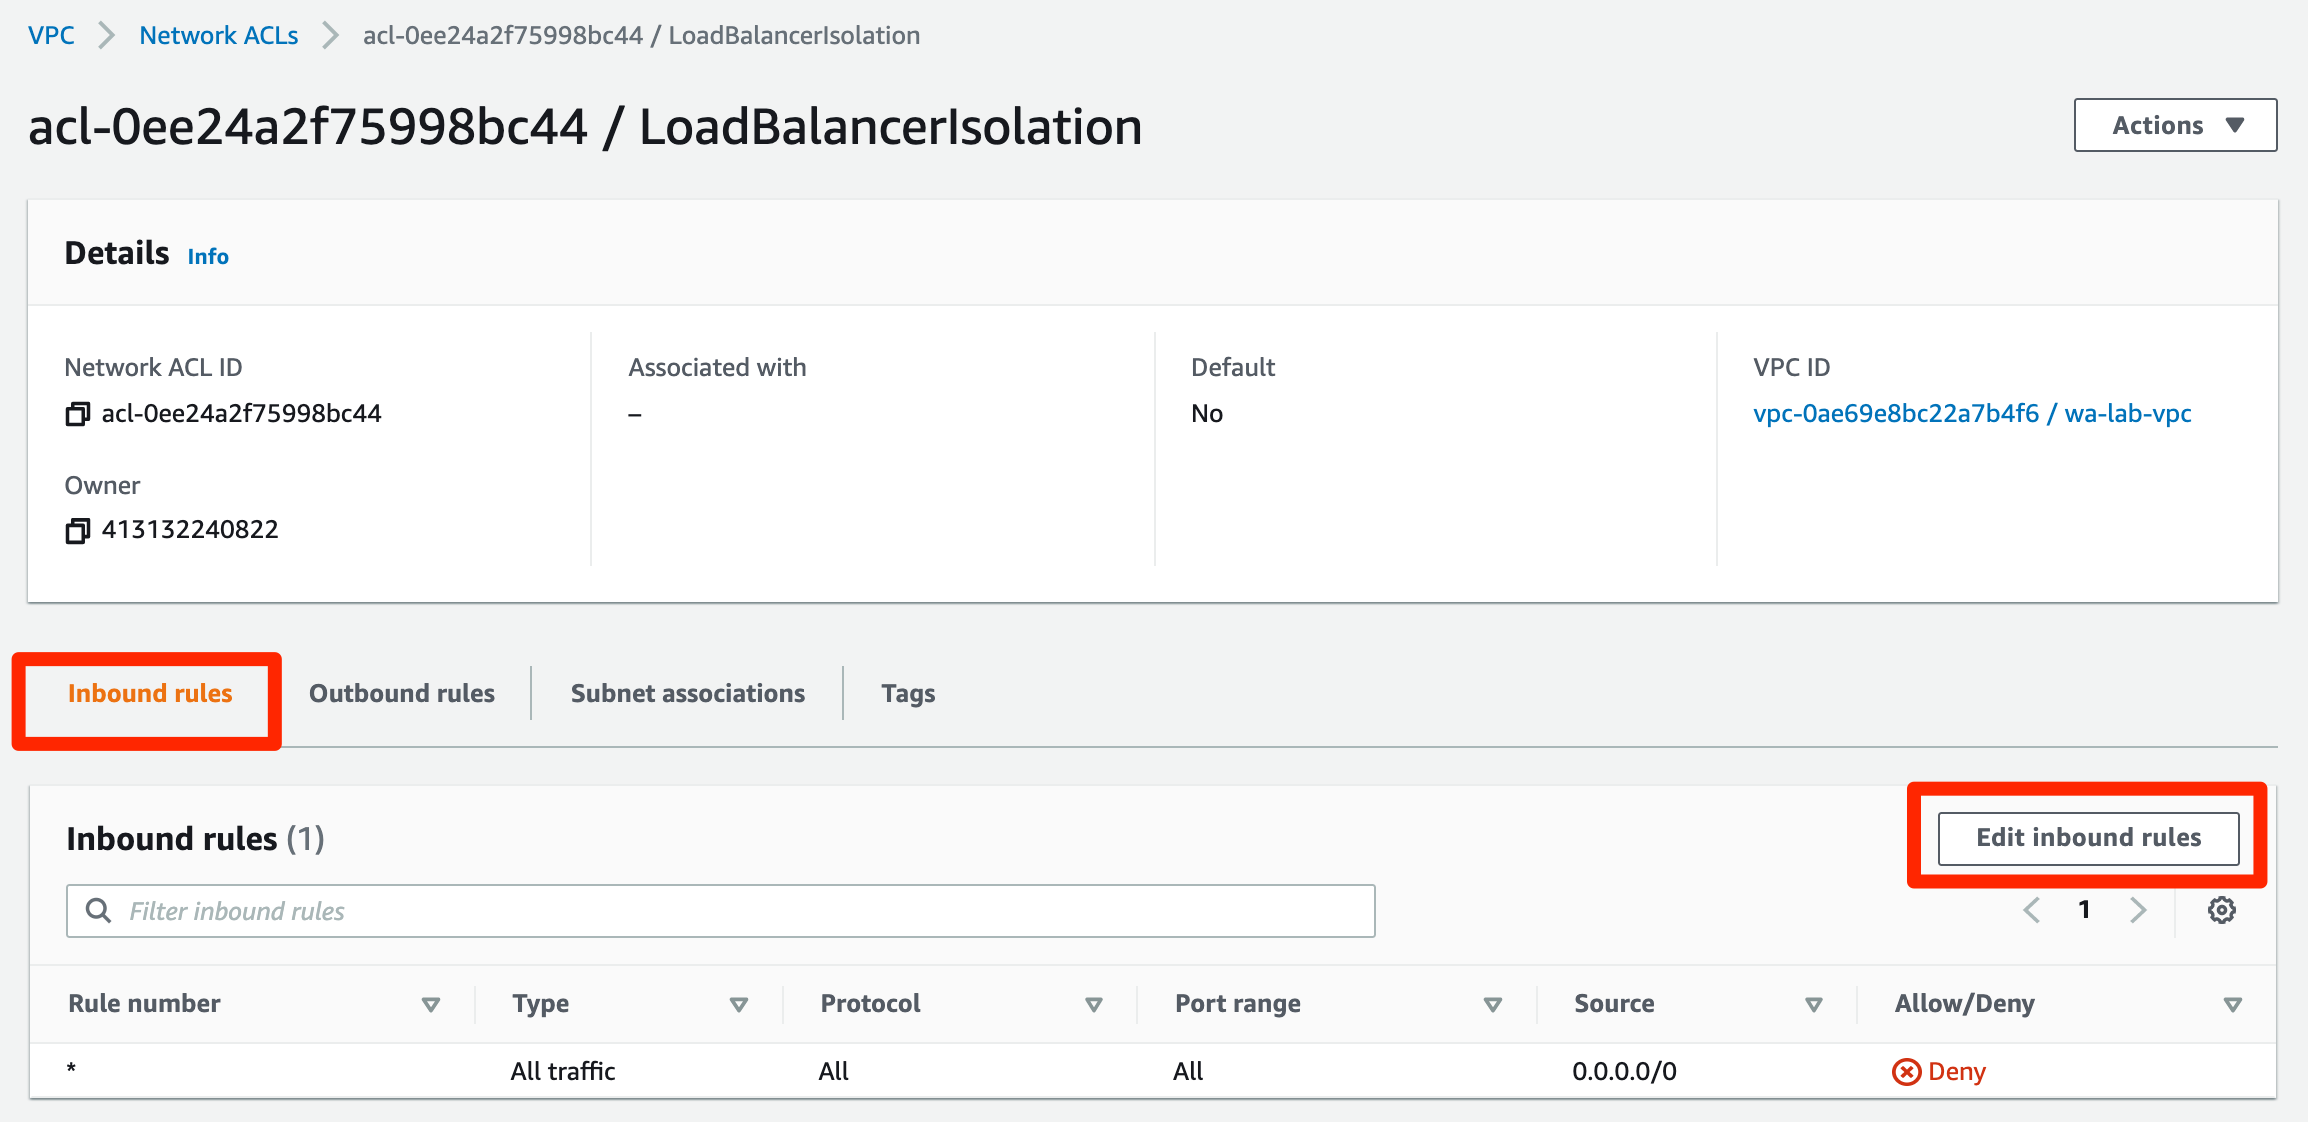 VPC > Network ACLs > acl-0ee24a2f75998bc44 / LoadBalancerIsolation
acl-0ee24a2f75998bc44 / LoadBalancerIsolation
Actions
Details Info
Network ACL ID
acl-0ee24a2f75998bc44
Associated with
–
Default
No
VPC ID
vpc-0ae69e8bc22a7b4f6 / wa-lab-vpc
Owner
413132240822
Inbound rules Outbound rules Subnet associations Tags
Inbound rules (1)
Edit inbound rules
Filter inbound rules
1
Rule number Type Protocol Port range Source Allow/Deny
* All traffic All All 0.0.0.0/0 Deny